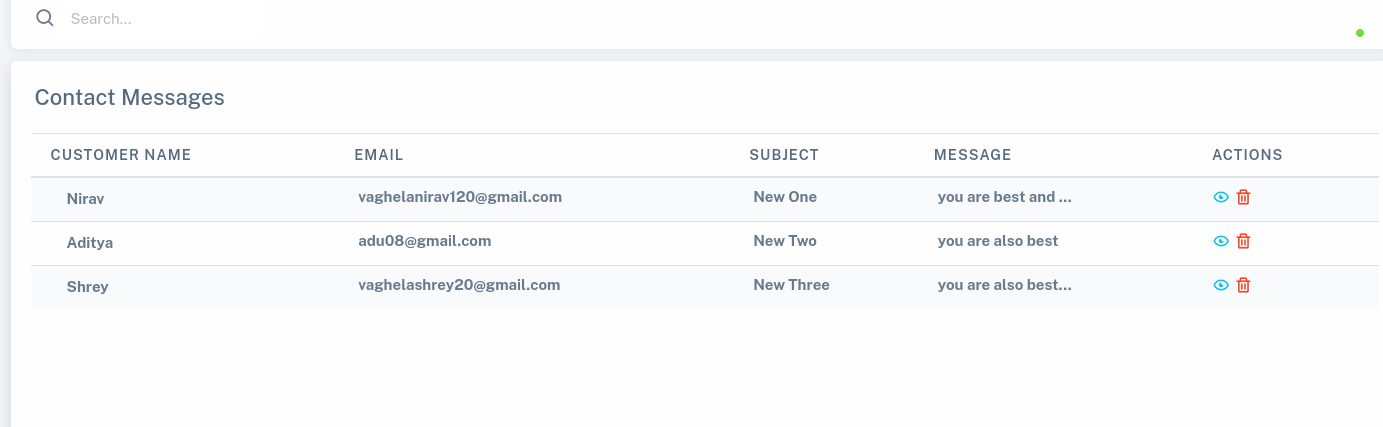 Search...
Contact Messages
CUSTOMER NAME EMAIL SUBJECT MESSAGE ACTIONS
Nirav vaghelanirav120@gmail.com New One you are best and ...
Aditya adu08@gmail.com New Two you are also best
Shrey vaghelashrey20@gmail.com New Three you are also best...